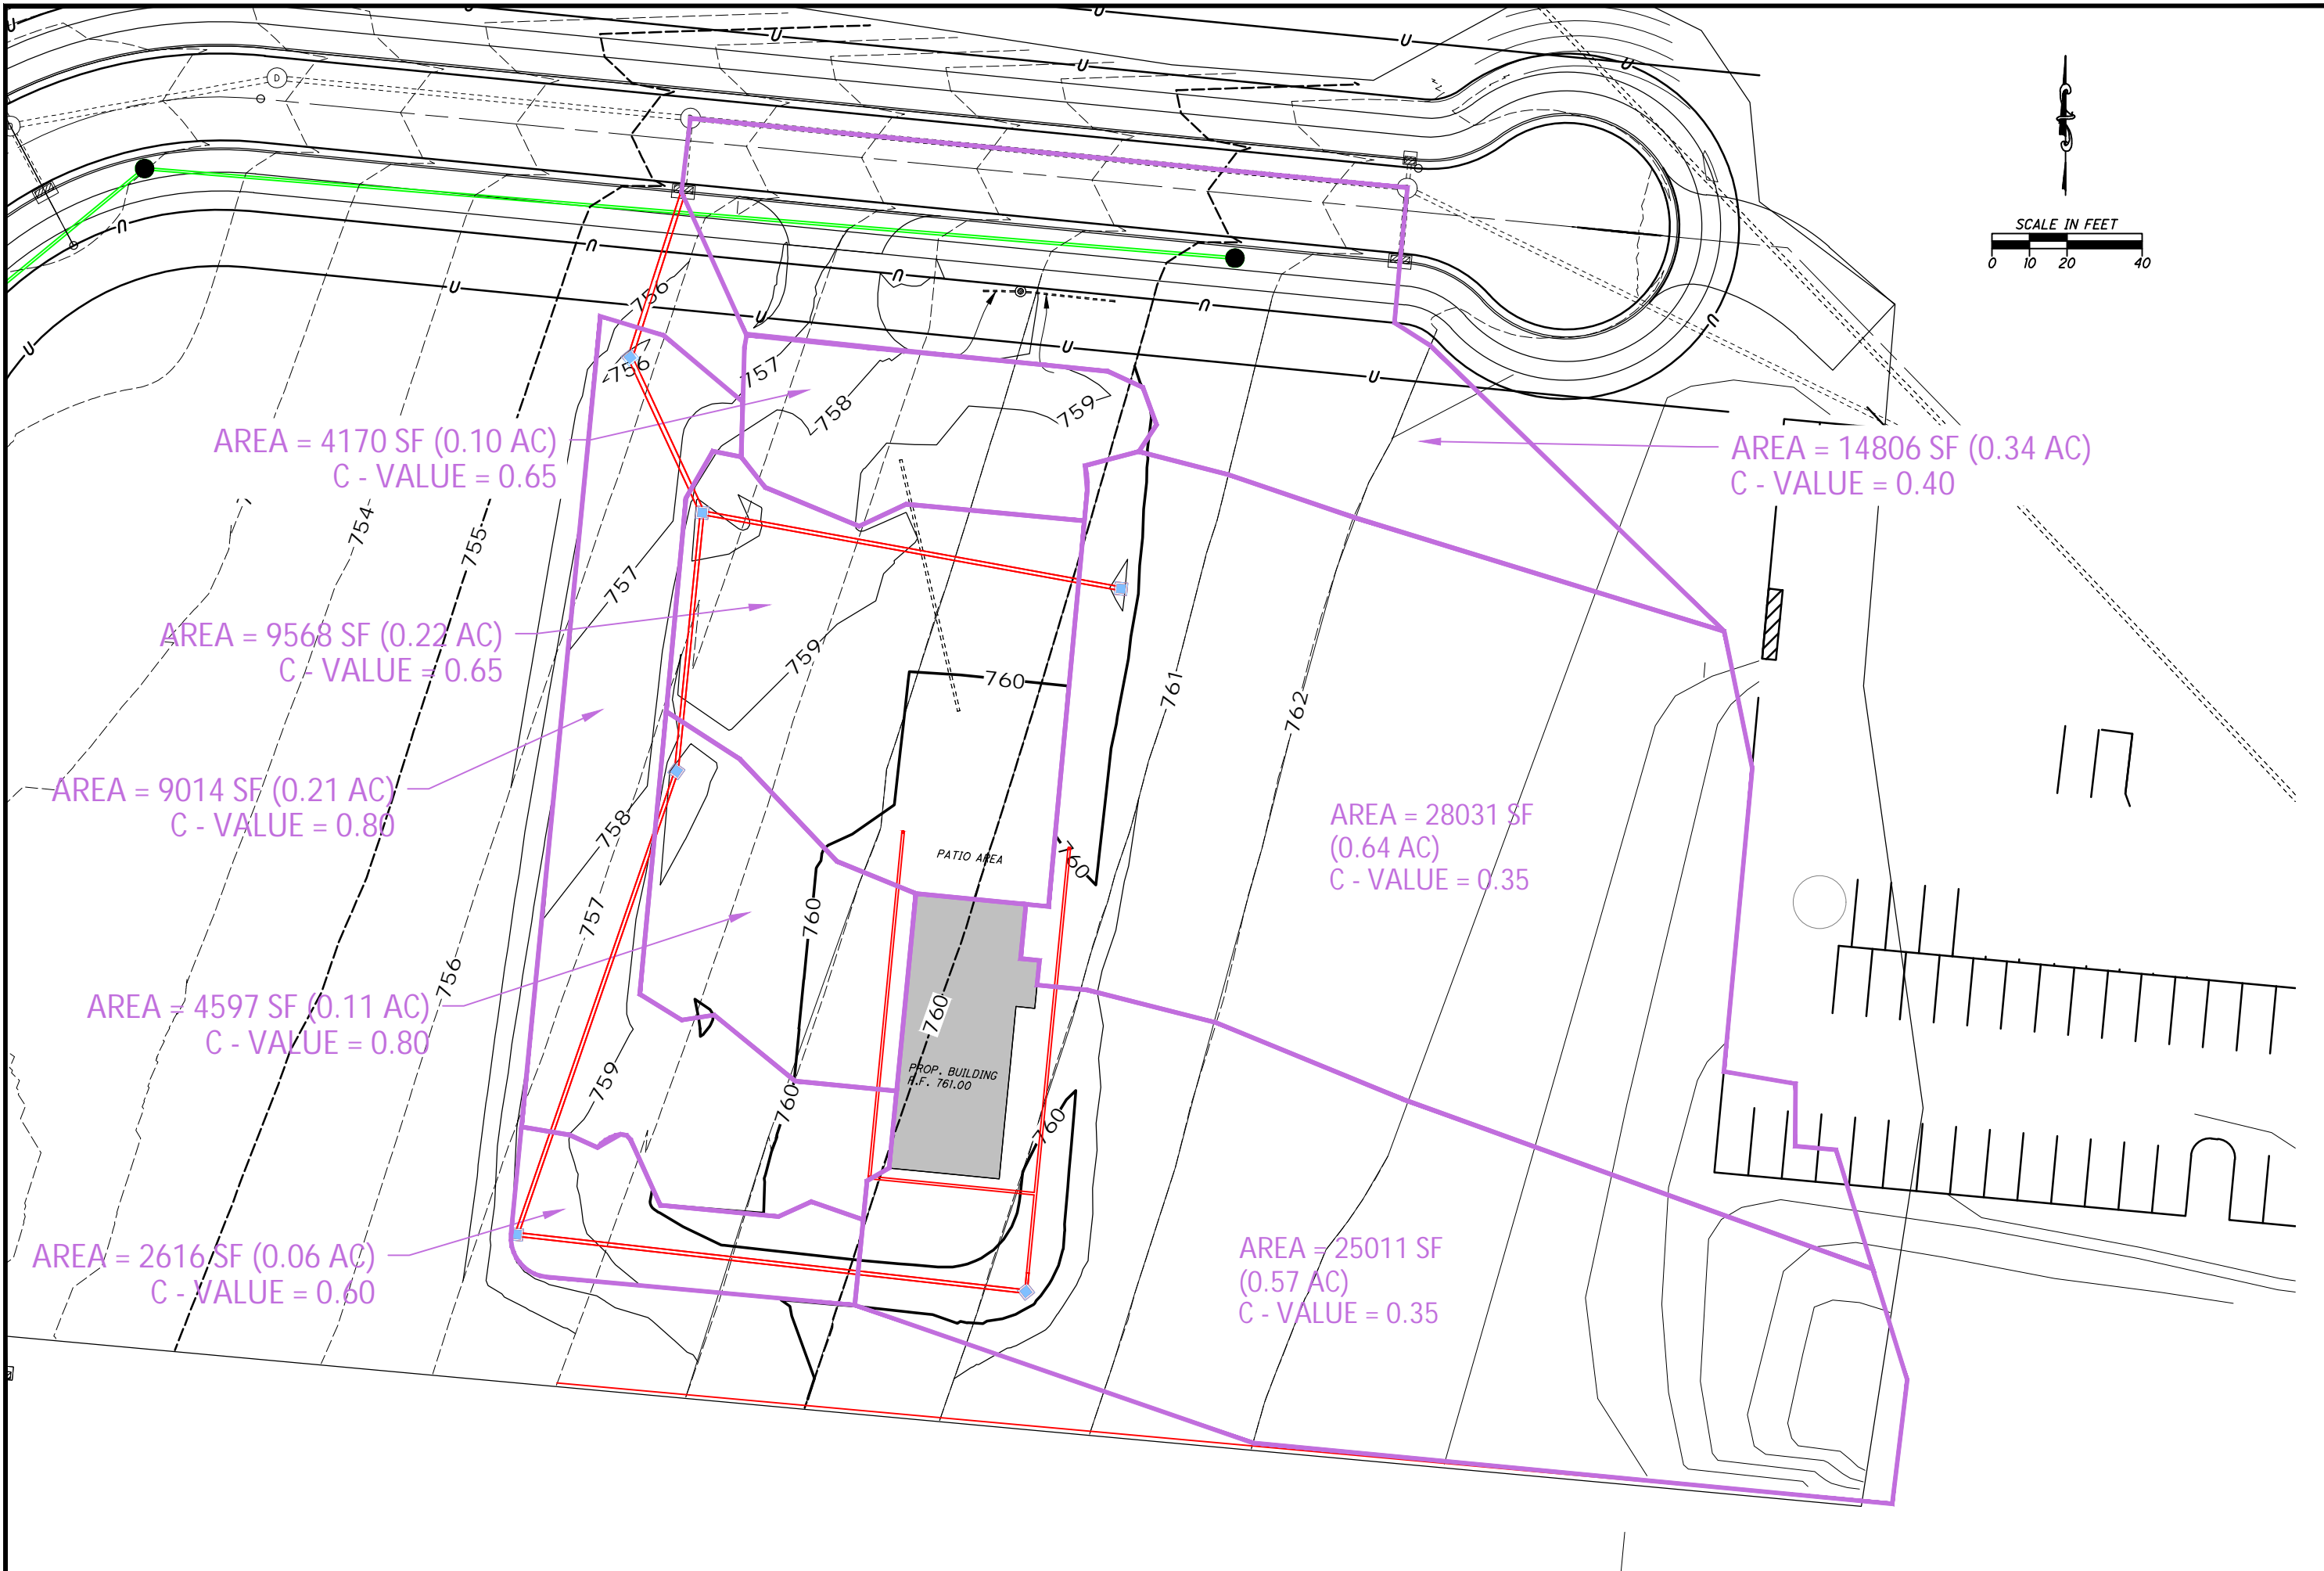 U
U
U
U
U
U
D
SCALE IN FEET
0 10 20 40
U
U
U
U
U
U
U
U
U
U
756
756
757
758
759
AREA = 4170 SF (0.10 AC)
C - VALUE = 0.65
AREA = 14806 SF (0.34 AC)
C - VALUE = 0.40
754
755
757
AREA = 9568 SF (0.22 AC)
C - VALUE = 0.65
759
760
761
762
AREA = 9014 SF (0.21 AC)
C - VALUE = 0.80
758
AREA = 28031 SF
(0.64 AC)
C - VALUE = 0.35
PATIO AREA
760
757
760
756
AREA = 4597 SF (0.11 AC)
C - VALUE = 0.80
760
759
PROP. BUILDING
F.F. 761.00
760
760
AREA = 2616 SF (0.06 AC)
C - VALUE = 0.60
AREA = 25011 SF
(0.57 AC)
C - VALUE = 0.35